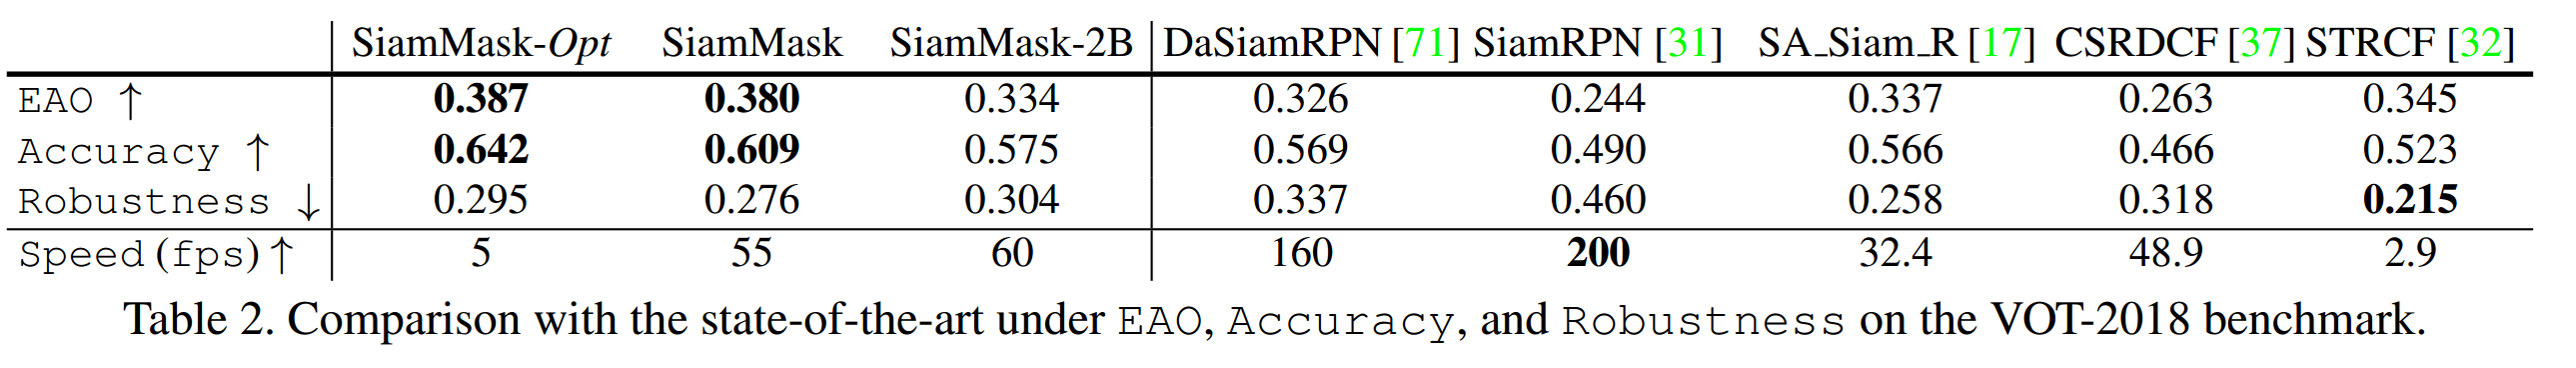 SiamMask-Opt SiamMask SiamMask-2B DaSiamRPN [71] SiamRPN [31] SA_Siam_R [17] CSRDCF [37] STRCF [32]
EAO ↑ 0.387 0.380 0.334 0.326 0.244 0.337 0.263 0.345
Accuracy ↑ 0.642 0.609 0.575 0.569 0.490 0.566 0.466 0.523
Robustness ↓ 0.295 0.276 0.304 0.337 0.460 0.258 0.318 0.215
Speed (fps) ↑ 5 55 60 160 200 32.4 48.9 2.9
Table 2. Comparison with the state-of-the-art under EAO, Accuracy, and Robustness on the VOT-2018 benchmark.